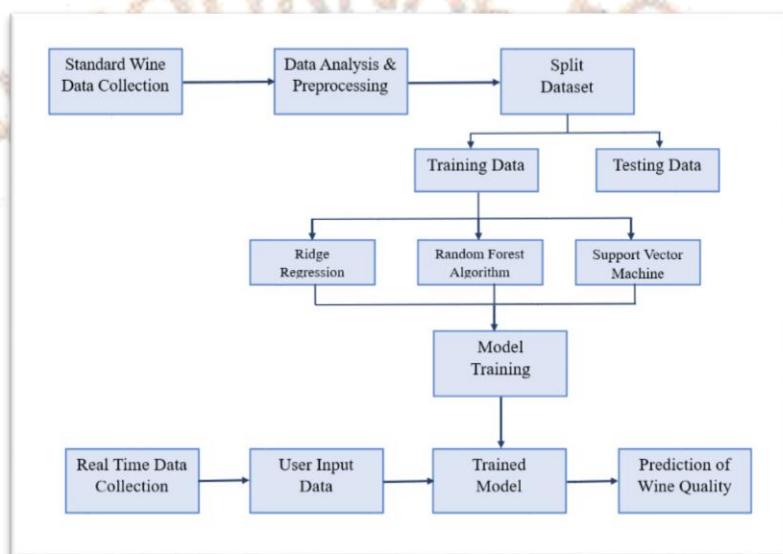 Standard Wine
Data Collection
Data Analysis &
Preprocessing
Split
Dataset
Training Data
Testing Data
Ridge
Regression
Random Forest
Algorithm
Support Vector
Machine
Model
Training
Real Time Data
Collection
User Input
Data
Trained
Model
Prediction of
Wine Quality